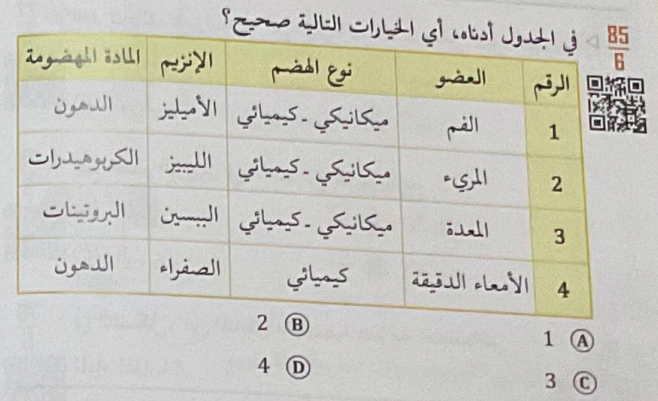 85
6
في الجدول أدناه، أي الخيارات التالية صحيح؟
الرقم العضو نوع الهضم الإنزيم المادة المهضومة
1 الفم ميكانيكي - كيميائي الأميليز الدهون
2 المريء ميكانيكي - كيميائي الليبيز الكربوهيدرات
3 المعدة ميكانيكي - كيميائي الببسين البروتينات
4 الأمعاء الدقيقة كيميائي الصفراء الدهون
A 1
B 2
C 3
D 4